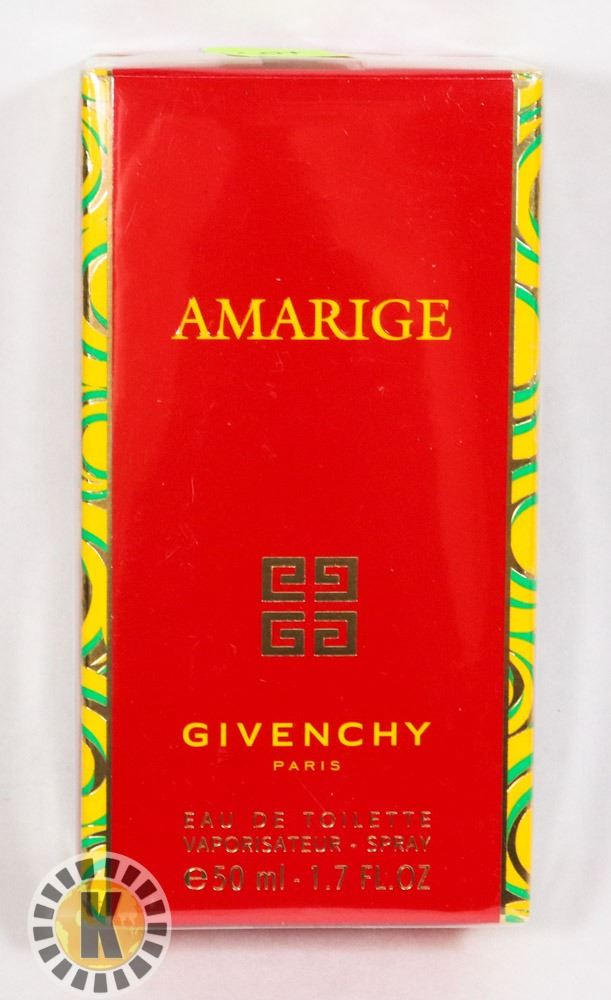 AMARIGE
GIVENCHY
PARIS
EAU DE TOILETTE
VAPORISATEUR - SPRAY
℮50 ml - 1.7 FL.OZ
K